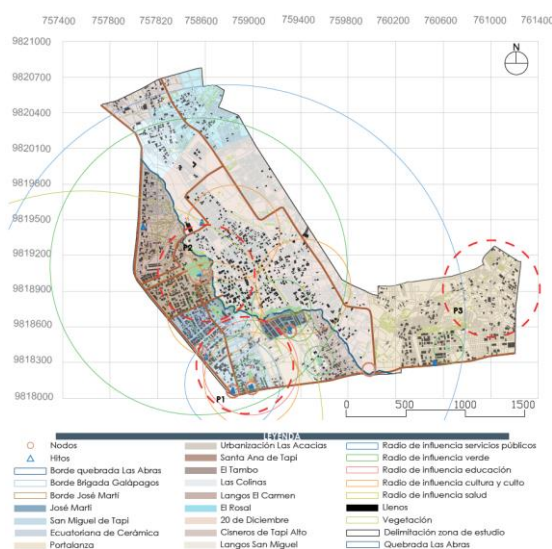 757400 757800 757820 758600 759000 759400 759800 760200 760600 761000 761400
9821000
9820700
9820400
9820100
9819600
9819500
9819200
9818900
9818600
9818300
9818000
N
P2
P3
P1
0 500 1000 1500
LEYENDA
Nodos
Hitos
Borde quebrada Las Abras
Borde Brigada Galápagos
Borde José Martí
José Martí
San Miguel de Tapi
Ecuatoriana de Cerámica
Portalanza
Urbanización Las Acacias
Santa Ana de Tapi
El Tambo
Las Colinas
Langos El Carmen
El Rosal
20 de Diciembre
Cisneros de Tapi Alto
Langos San Miguel
Radio de influencia servicios públicos
Radio de influencia verde
Radio de influencia educación
Radio de influencia cultura y culto
Radio de influencia salud
Llenos
Vegetación
Delimitación zona de estudio
Quebrada Las Abras